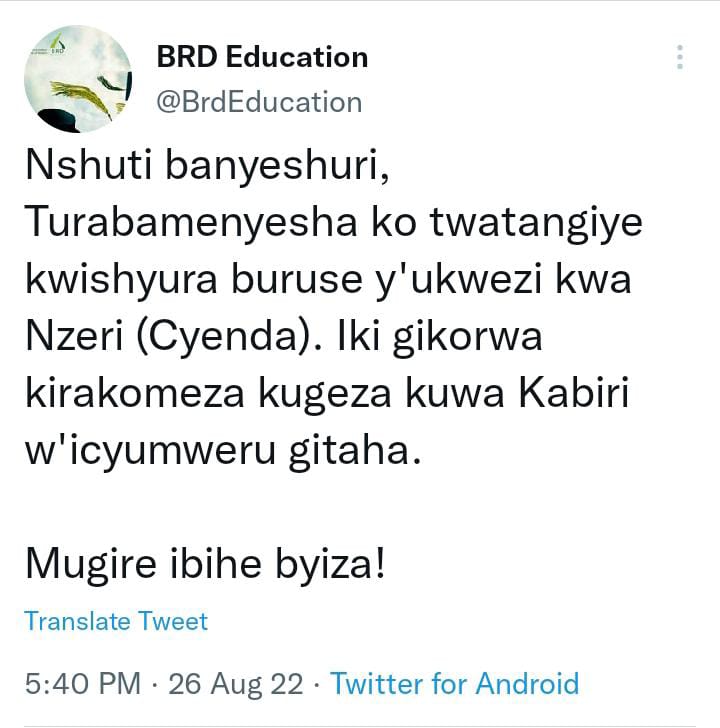 BRD Education
@BrdEducation
Nshuti banyeshuri,
Turabamenyesha ko twatangiye
kwishyura buruse y'ukwezi kwa
Nzeri (Cyenda). Iki gikorwa
kirakomeza kugeza kuwa Kabiri
w'icyumweru gitaha.
Mugire ibihe byiza!
Translate Tweet
5:40 PM · 26 Aug 22 · Twitter for Android